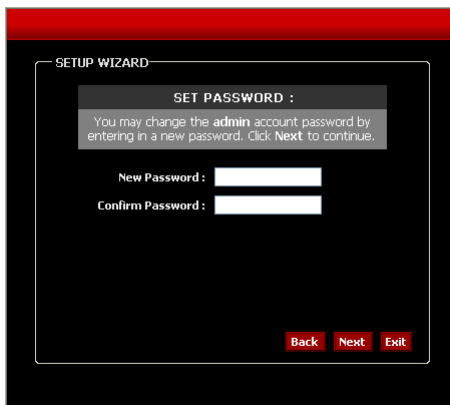 SETUP WIZARD
SET PASSWORD :
You may change the admin account password by
entering in a new password. Click Next to continue.
New Password :
Confirm Password :
Back Next Exit